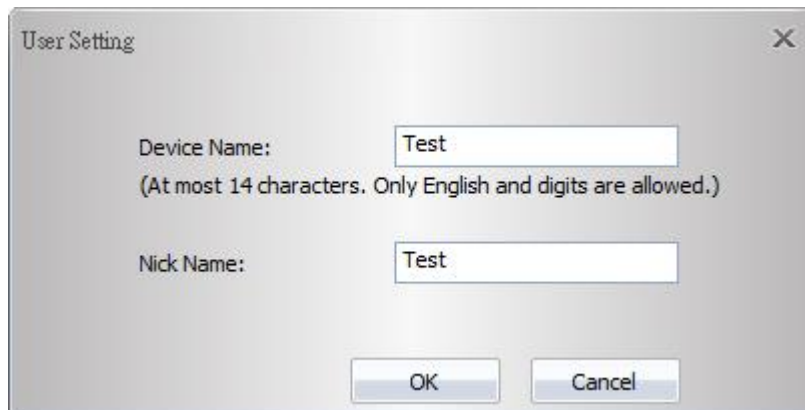 User Setting
Device Name: Test
(At most 14 characters. Only English and digits are allowed.)
Nick Name: Test
OK Cancel